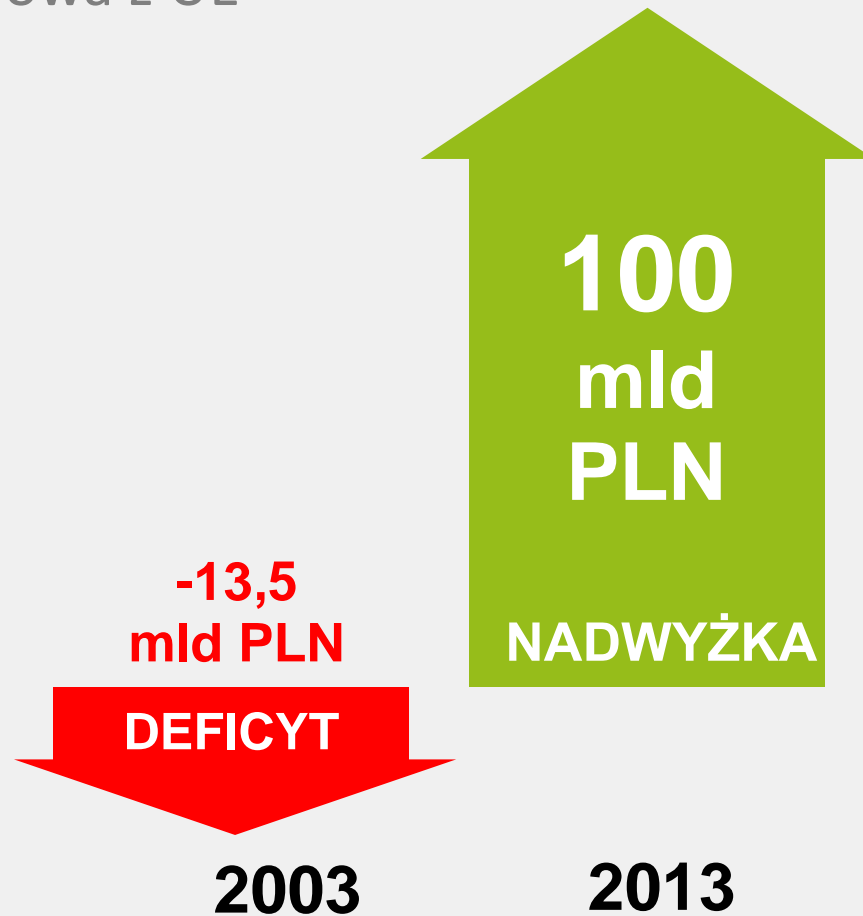 100
mld
PLN
NADWYŻKA
-13,5
mld PLN
DEFICYT
2003
2013